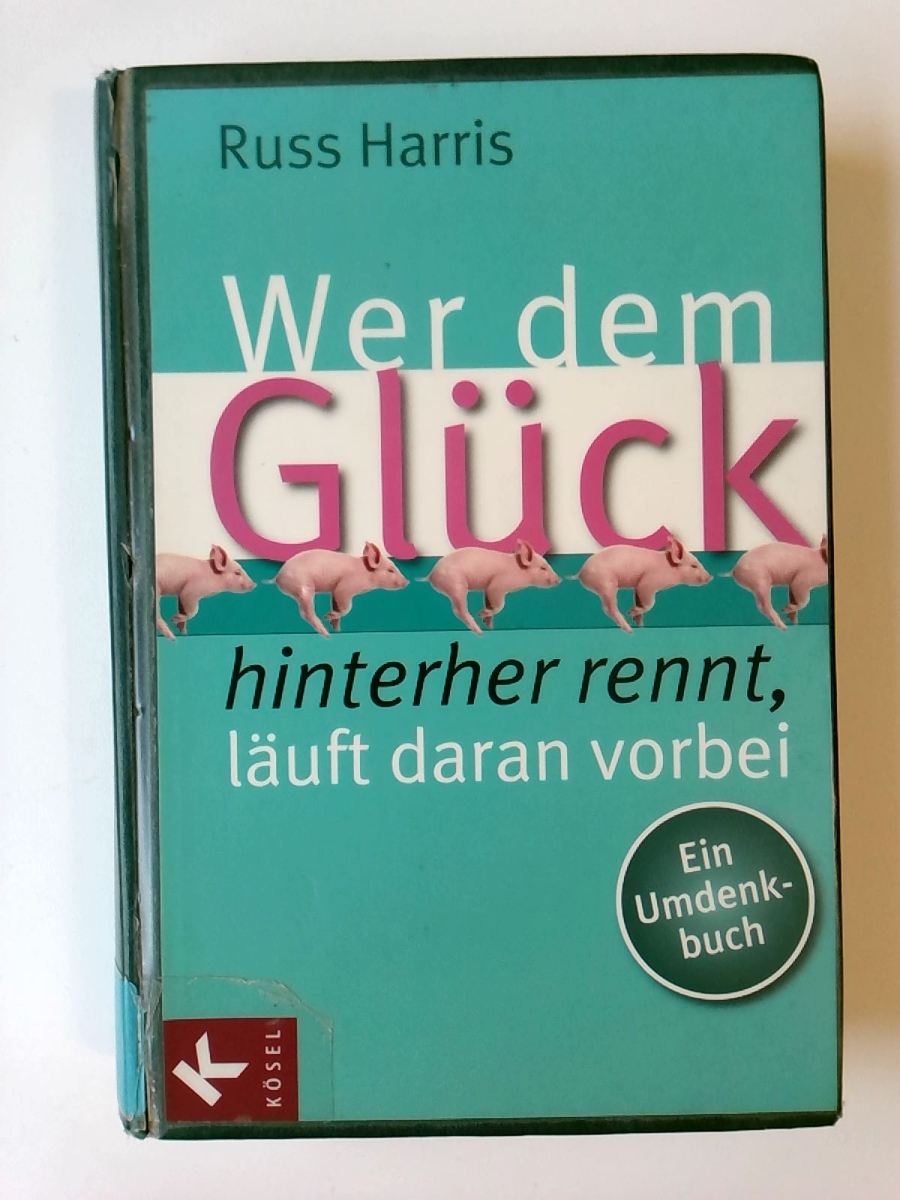 Russ Harris
Wer dem
Glück
hinterher rennt,
läuft daran vorbei
Ein
Umdenk-
buch
K
KÖSEL